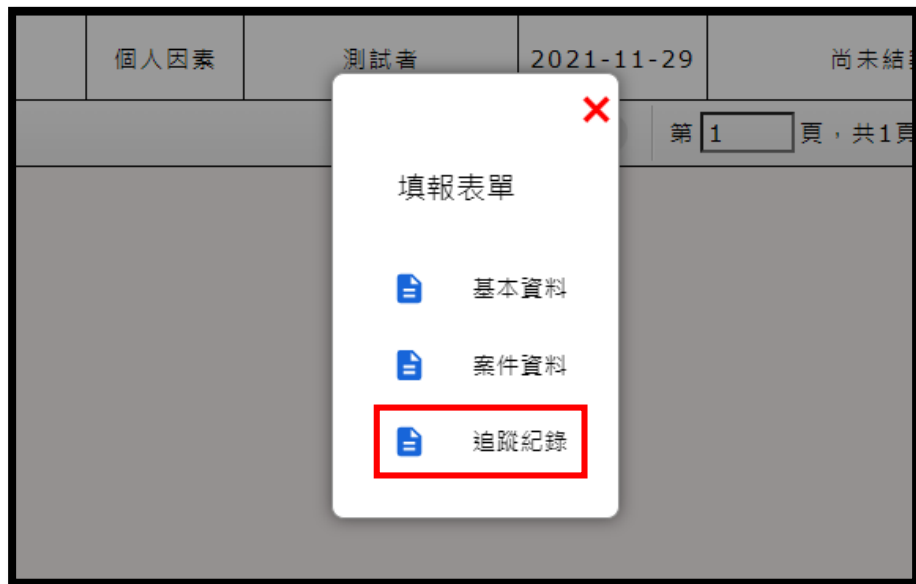 個人因素 測試者 2021-11-29 尚未結
第 1 頁，共1頁
填報表單
基本資料
案件資料
追蹤紀錄